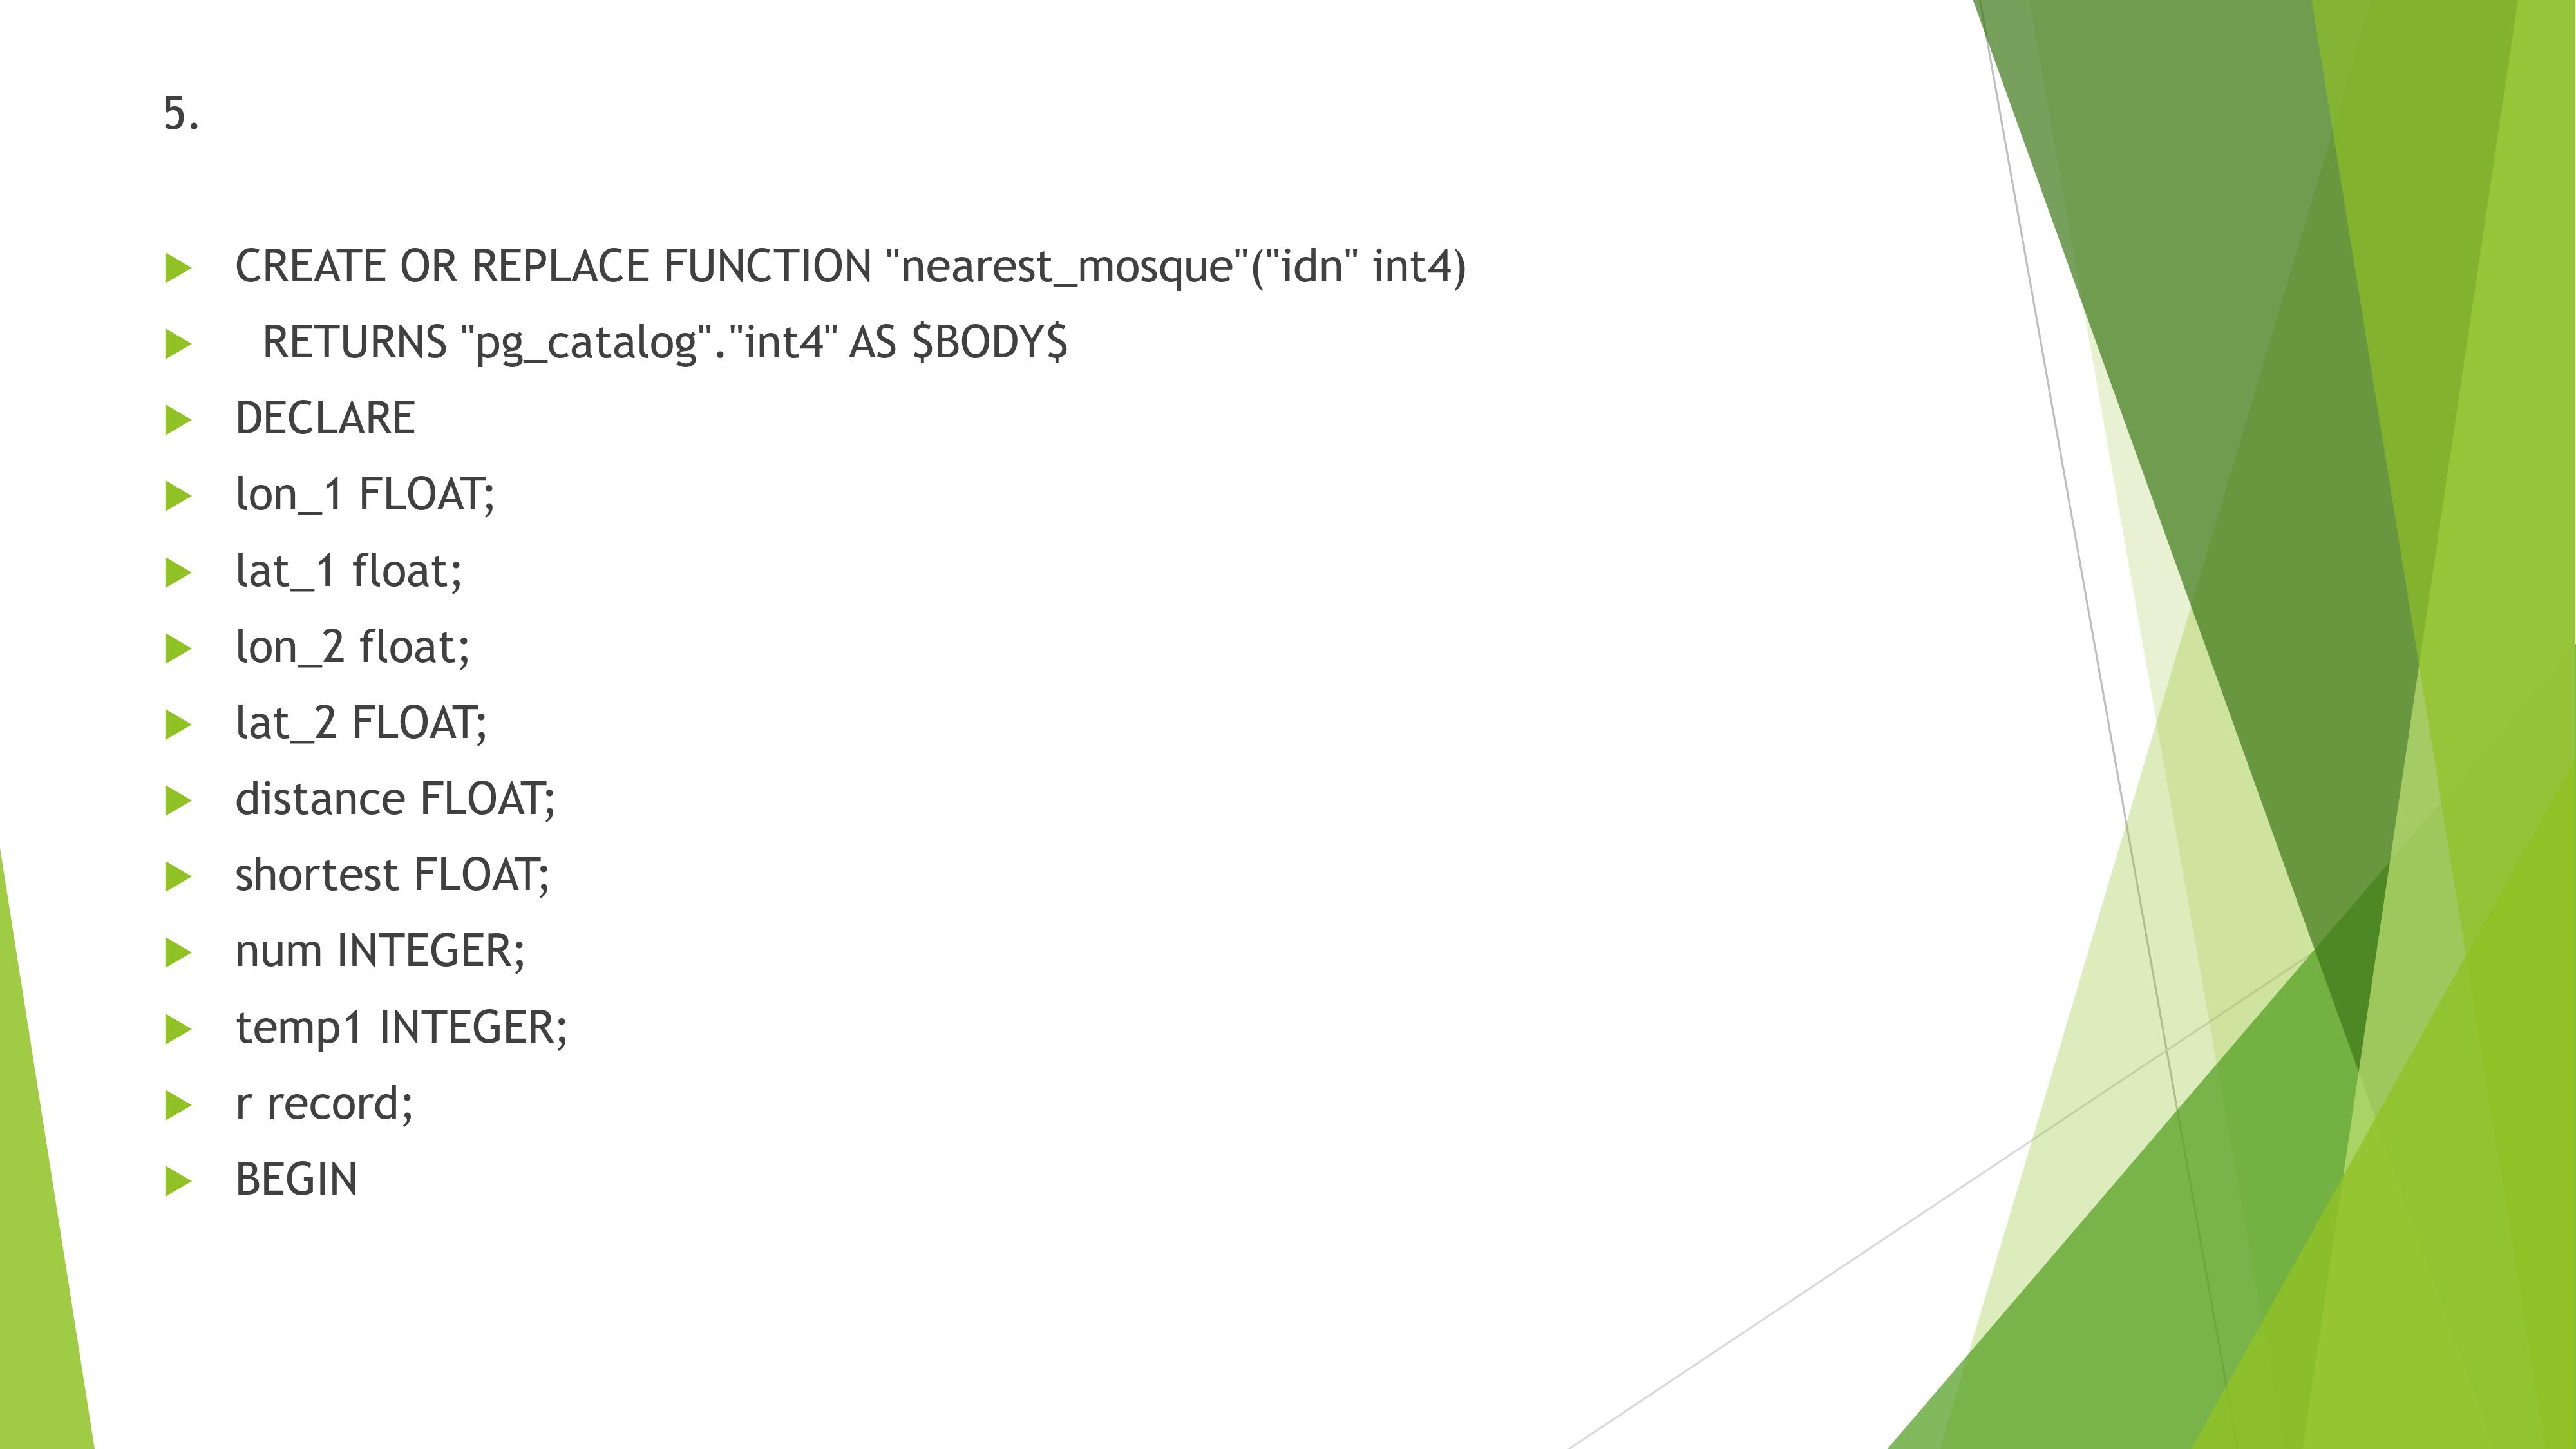 5.
CREATE OR REPLACE FUNCTION "nearest_mosque"("idn" int4)
RETURNS "pg_catalog"."int4" AS $BODY$
DECLARE
lon_1 FLOAT;
lat_1 float;
lon_2 float;
lat_2 FLOAT;
distance FLOAT;
shortest FLOAT;
num INTEGER;
temp1 INTEGER;
r record;
BEGIN